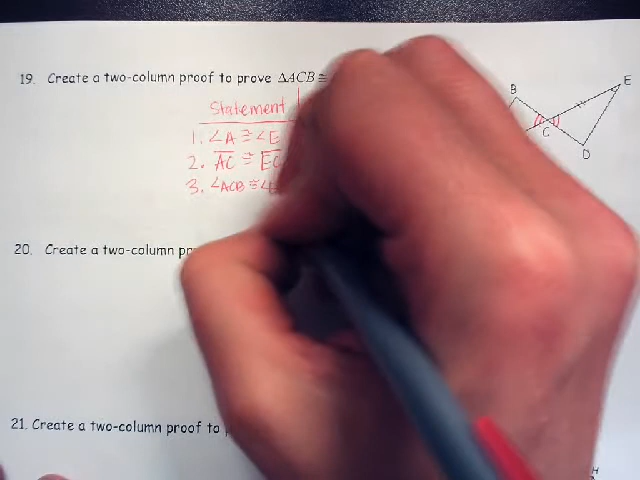 19. Create a two-column proof to prove ΔACB ≅
Statement
1. ∠A ≅ ∠E
2. AC ≅ EC
3. ∠ACB ≅ ∠
B
E
C
D
20. Create a two-column
21. Create a two-column proof to
H